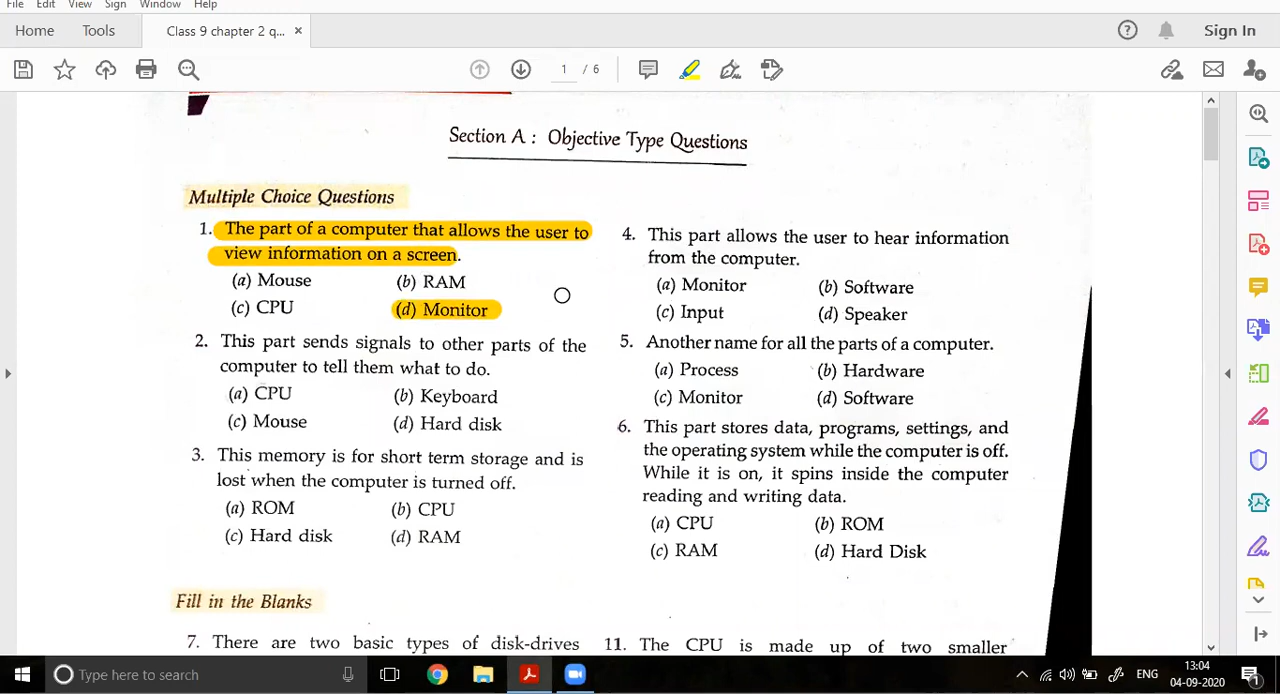 File Edit View Sign Window Help
Home Tools Class 9 chapter 2 q... × Sign In
1 / 6
Section A : Objective Type Questions
Multiple Choice Questions
1. The part of a computer that allows the user to
view information on a screen.
(a) Mouse (b) RAM
(c) CPU (d) Monitor
2. This part sends signals to other parts of the
computer to tell them what to do.
(a) CPU (b) Keyboard
(c) Mouse (d) Hard disk
3. This memory is for short term storage and is
lost when the computer is turned off.
(a) ROM (b) CPU
(c) Hard disk (d) RAM
4. This part allows the user to hear information
from the computer.
(a) Monitor (b) Software
(c) Input (d) Speaker
5. Another name for all the parts of a computer.
(a) Process (b) Hardware
(c) Monitor (d) Software
6. This part stores data, programs, settings, and
the operating system while the computer is off.
While it is on, it spins inside the computer
reading and writing data.
(a) CPU (b) ROM
(c) RAM (d) Hard Disk
Fill in the Blanks
7. There are two basic types of disk-drives
11. The CPU is made up of two smaller
Type here to search ENG 13:04
04-09-2020 1